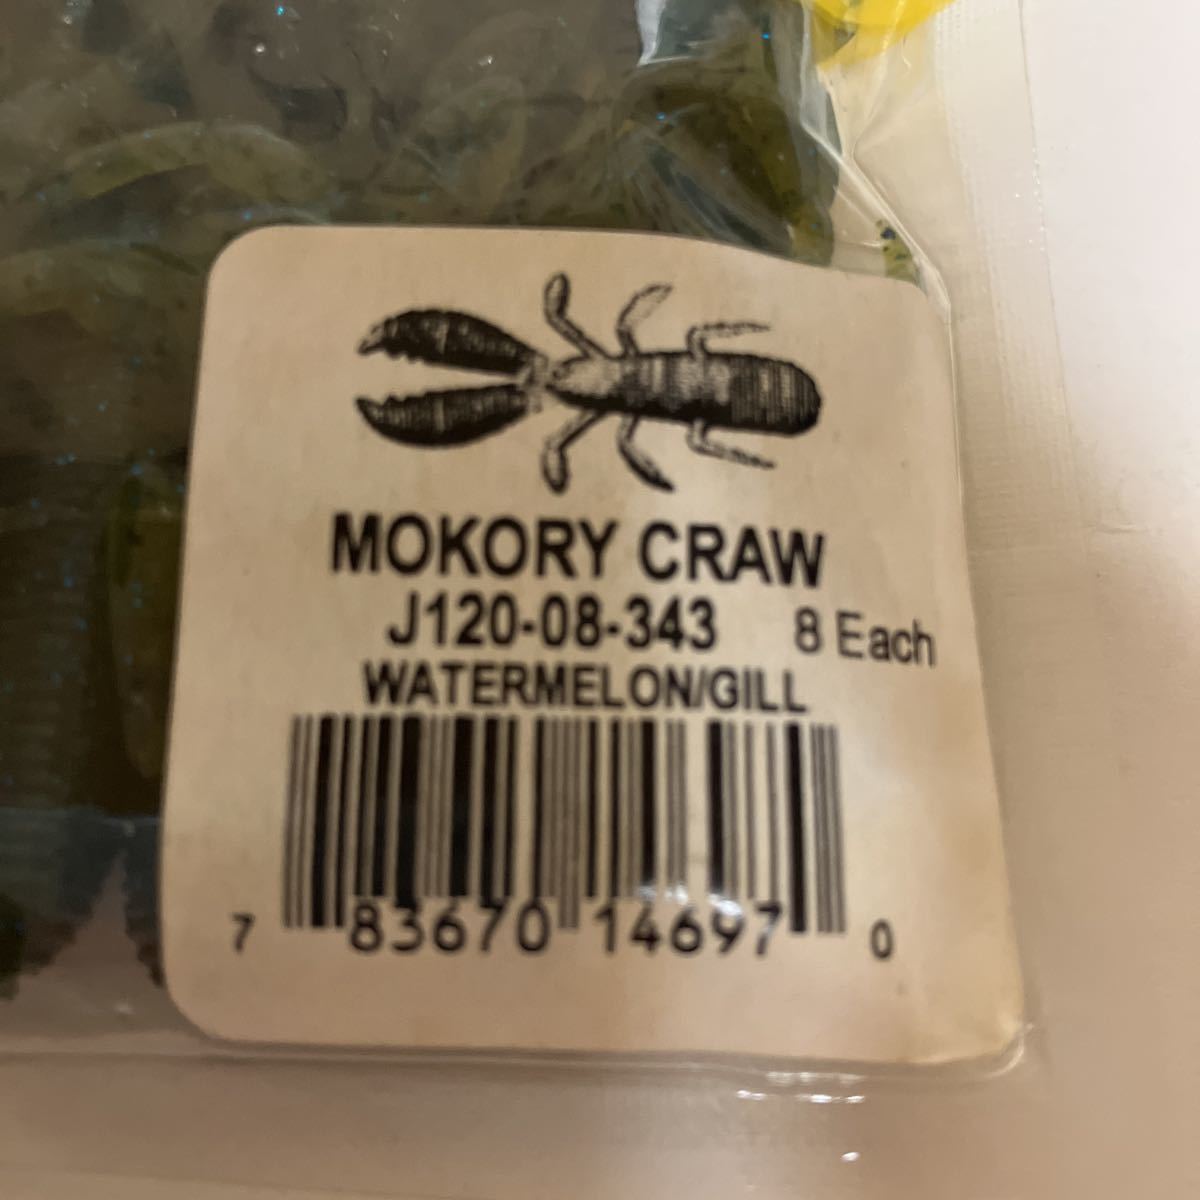 MOKORY CRAW
J120-08-343 8 Each
WATERMELON/GILL
7 83670 14697 0